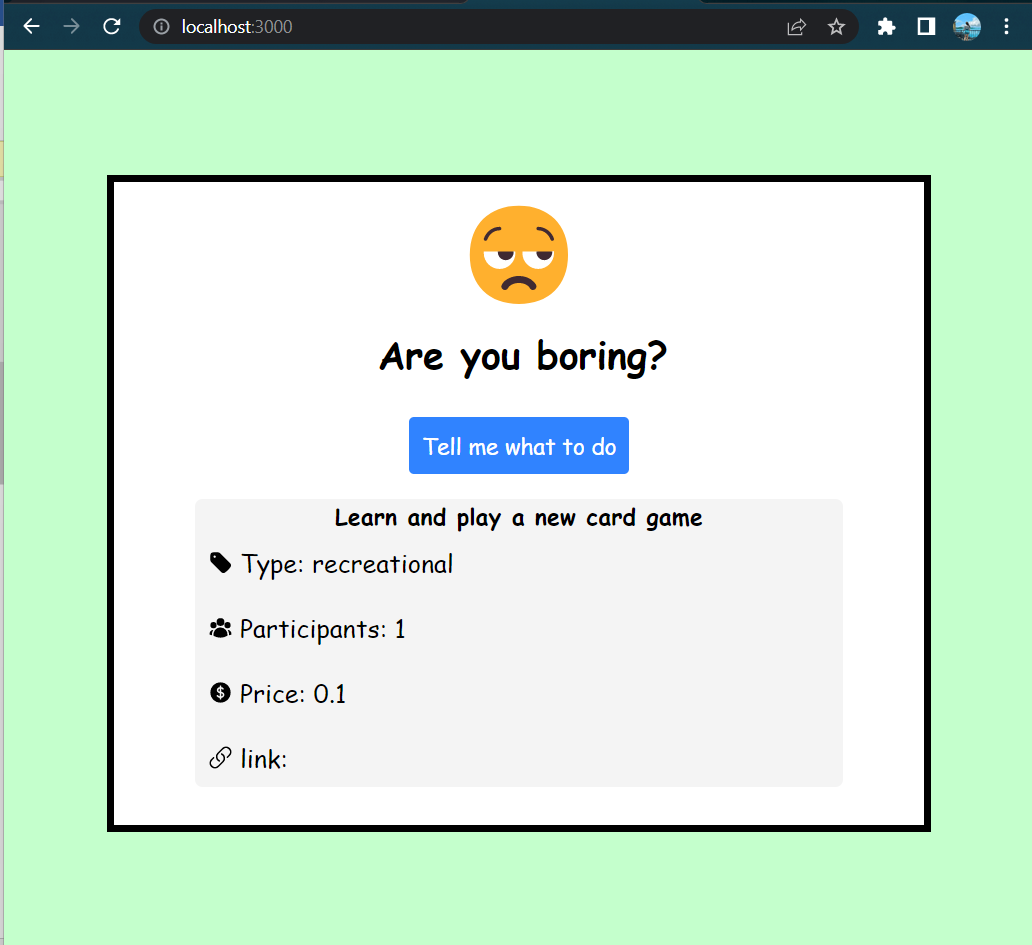 localhost:3000
Are you boring?
Tell me what to do
Learn and play a new card game
Type: recreational
Participants: 1
Price: 0.1
link: